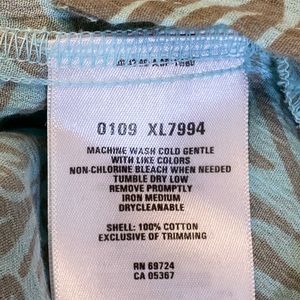 0109 XL7994
MACHINE WASH COLD GENTLE
WITH LIKE COLORS
NON-CHLORINE BLEACH WHEN NEEDED
TUMBLE DRY LOW
REMOVE PROMPTLY
IRON MEDIUM
DRYCLEANABLE
SHELL: 100% COTTON
EXCLUSIVE OF TRIMMING
RN 69724
CA 05367